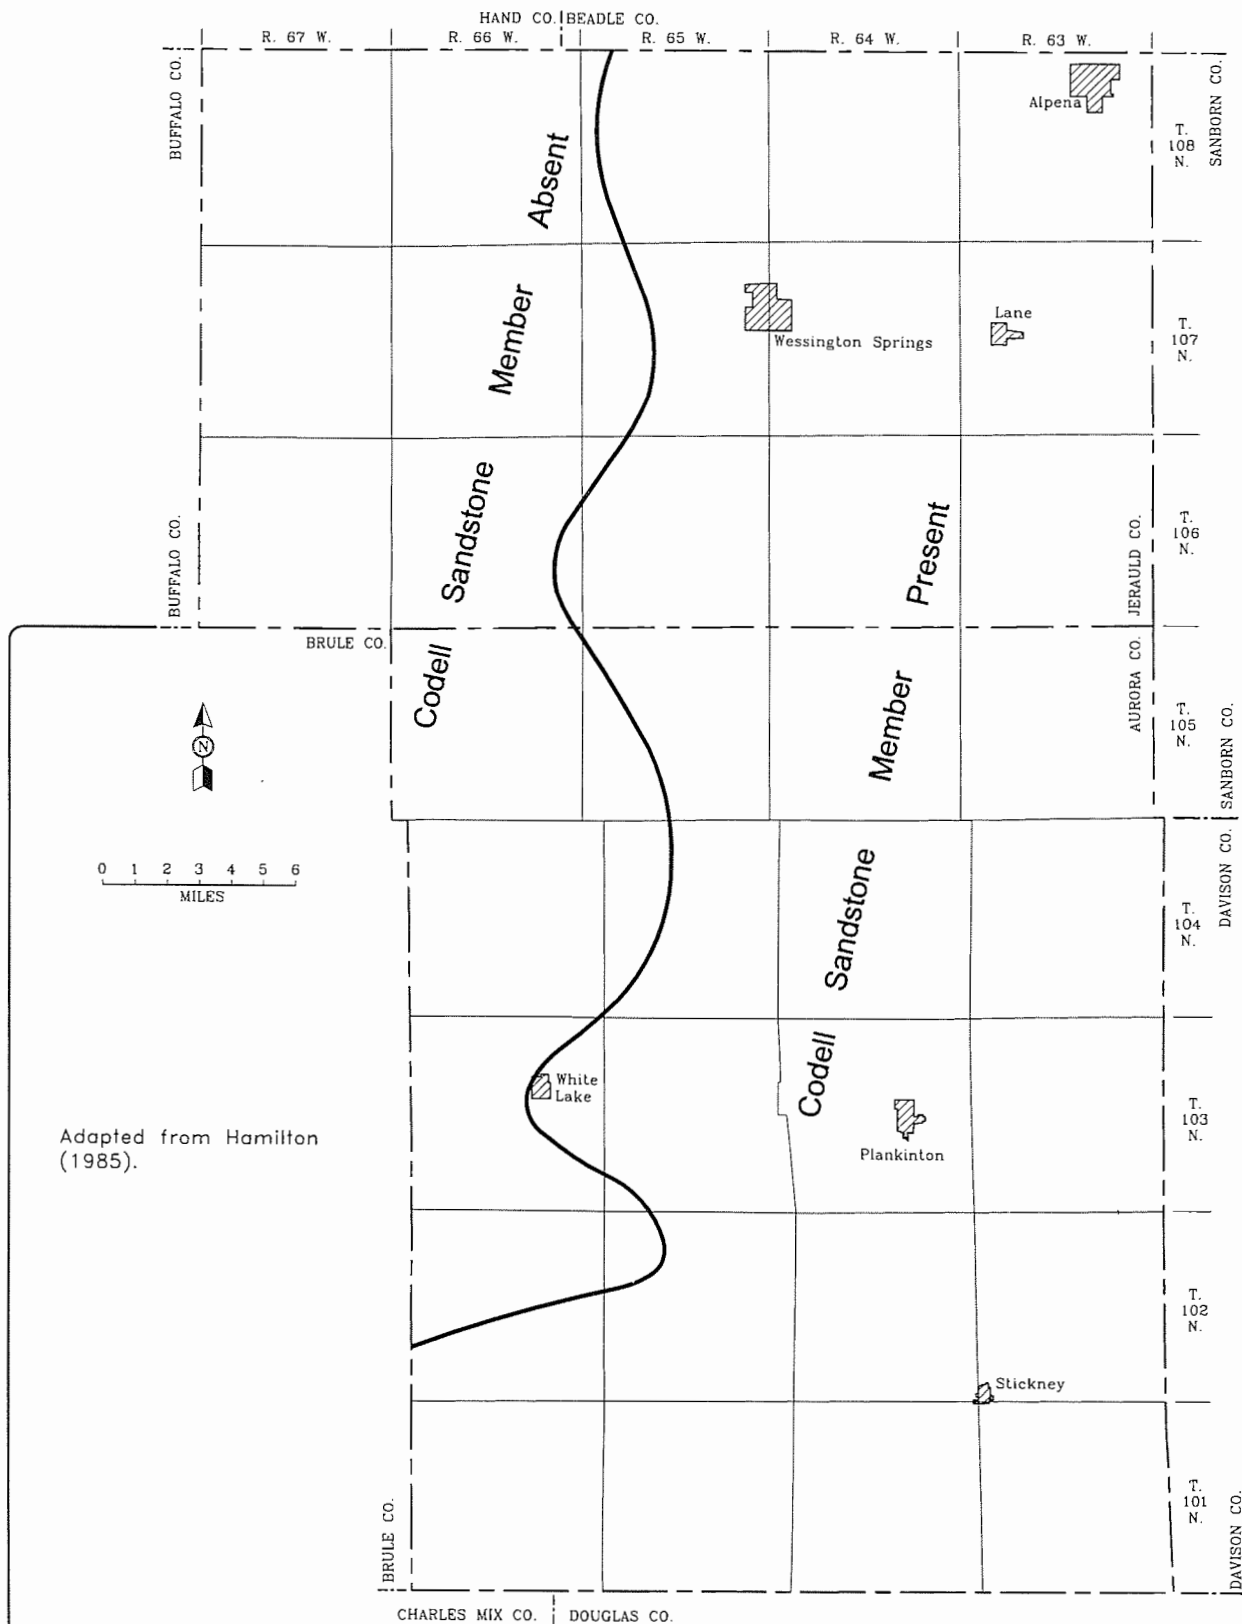 HAND CO. BEADLE CO.
R. 67 W. R. 66 W. R. 65 W. R. 64 W. R. 63 W.
BUFFALO CO.
Alpena
T. 108 N.
SANBORN CO.
Codell Sandstone Member Absent
Wessington Springs
Lane
T. 107 N.
BUFFALO CO.
T. 106 N.
JERAULD CO.
BRULE CO.
AURORA CO.
T. 105 N.
SANBORN CO.
Codell Sandstone Member Present
N
0 1 2 3 4 5 6
MILES
DAVISON CO.
T. 104 N.
White
Lake
Plankinton
T. 103 N.
Adapted from Hamilton
(1985).
T. 102 N.
Stickney
T. 101 N.
BRULE CO.
DAVISON CO.
CHARLES MIX CO. DOUGLAS CO.